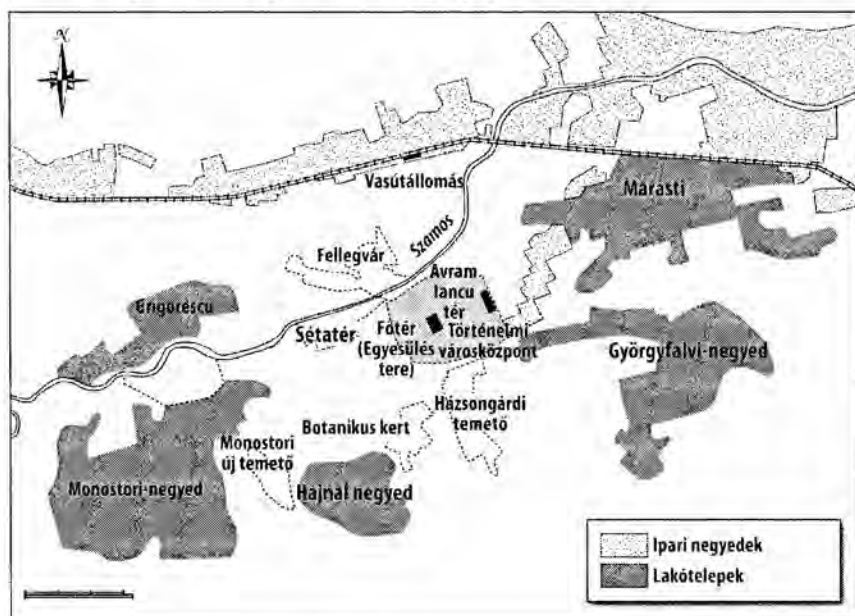 N
Vasútállomás
Mărăşti
Szamos
Fellegvár
Avram
Iancu
tér
Grigorescu
Sétatér
Főtér
(Egyesülés
tere)
Történelmi
városközpont
Györgyfalvi-negyed
Házsongárdi
temető
Botanikus kert
Monostori
új temető
Monostori-negyed
Hajnal negyed
Ipari negyedek
Lakótelepek